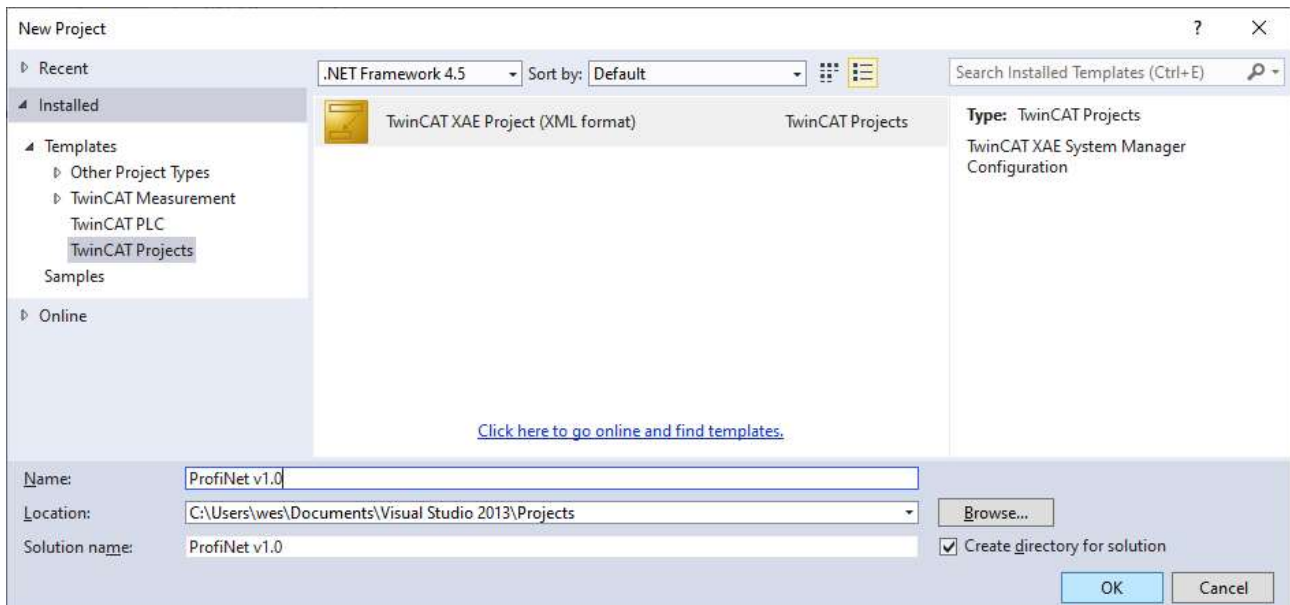 New Project
?
Recent
.NET Framework 4.5
Sort by: Default
Search Installed Templates (Ctrl+E)
Installed
Templates
Other Project Types
TwinCAT Measurement
TwinCAT PLC
TwinCAT Projects
Samples
Online
TwinCAT XAE Project (XML format) TwinCAT Projects
Type: TwinCAT Projects
TwinCAT XAE System Manager
Configuration
Click here to go online and find templates.
Name: ProfiNet v1.0
Location: C:\Users\wes\Documents\Visual Studio 2013\Projects
Browse...
Solution name: ProfiNet v1.0
Create directory for solution
OK Cancel